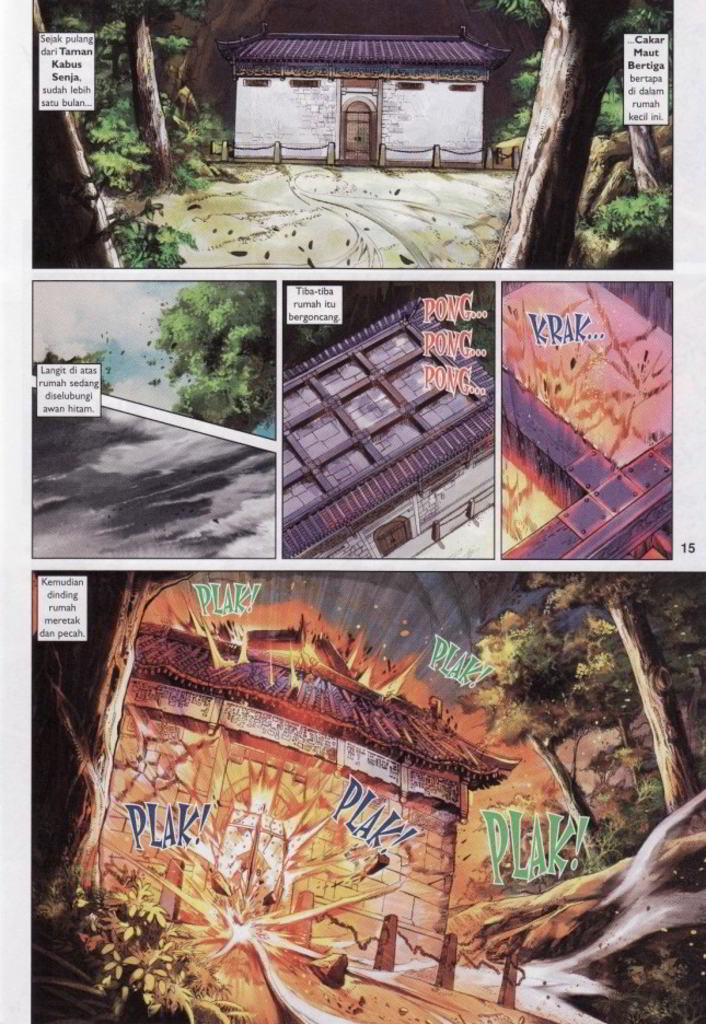 Sejak pulang
dari Taman
Kabus
Senja,
sudah lebih
satu bulan...
...Cakar
Maut
Bertiga
bertapa
di dalam
rumah
kecil ini.
Langit di atas
rumah sedang
diselubungi
awan hitam.
Tiba-tiba
rumah itu
bergoncang.
PONG...
PONG...
PONG...
KRAK...
15
Kemudian
dinding
rumah
meretak
dan pecah.
PLAK!
PLAK!
PLAK!
PLAK!
PLAK!